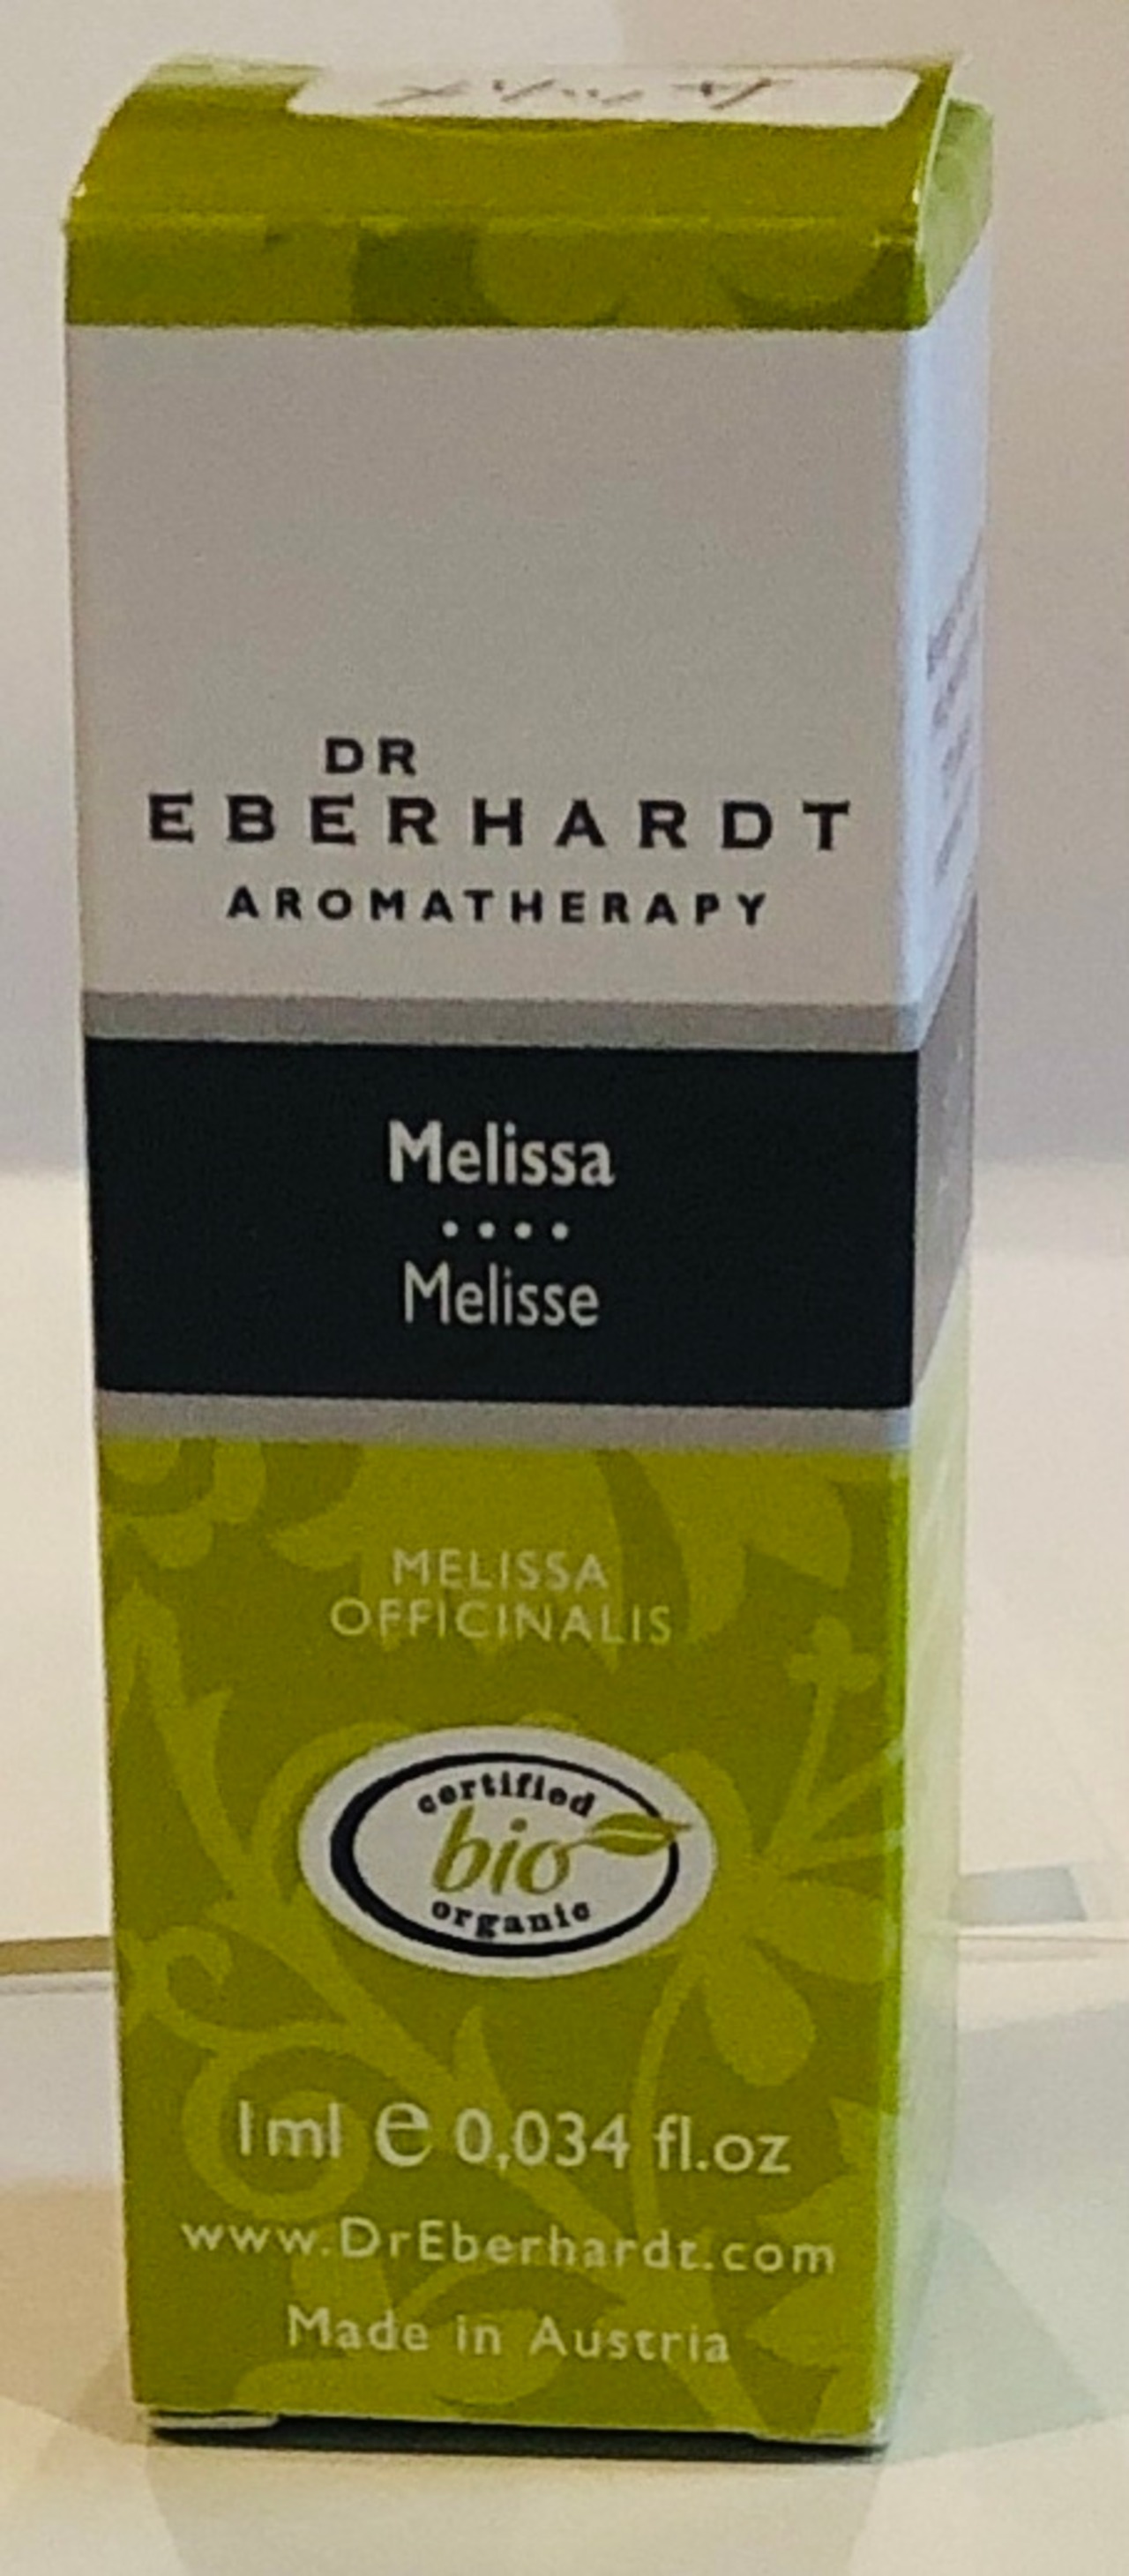 DR
EBERHARDT
AROMATHERAPY
Melissa
....
Melisse
MELISSA
OFFICINALIS
certified
bio
organic
1ml e 0,034 fl.oz
www.DrEberhardt.com
Made in Austria